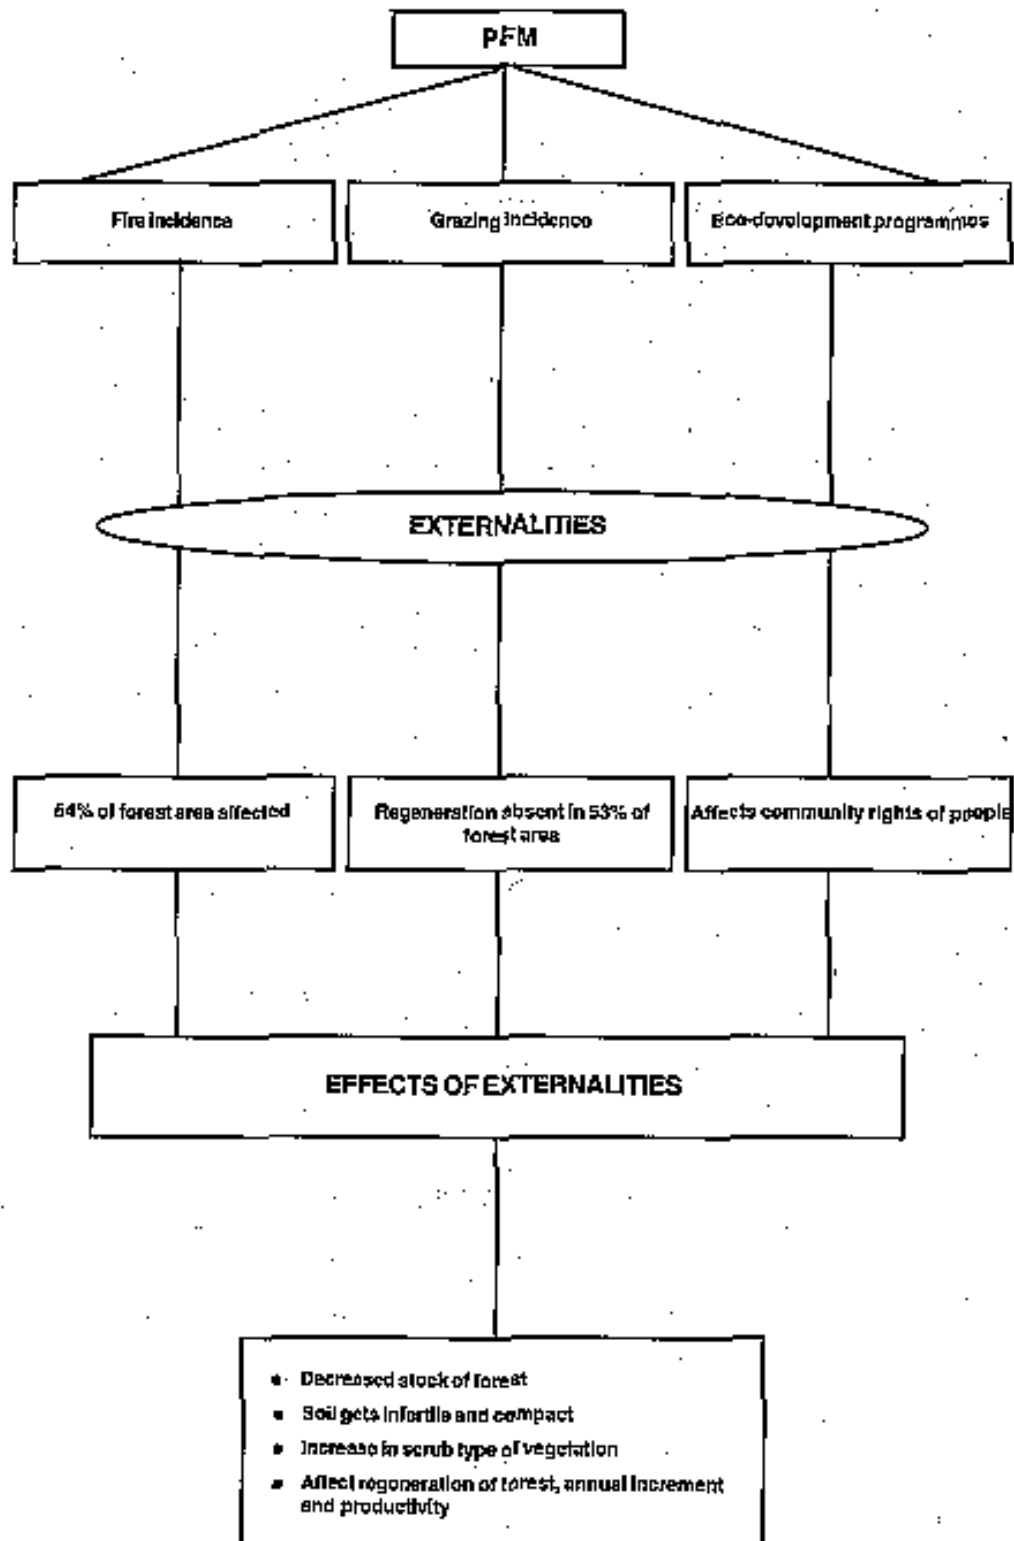 PFM
Fire incidence
Grazing incidence
Eco-development programmes
EXTERNALITIES
54% of forest area affected
Regeneration absent in 53% of
forest area
Affects community rights of people
EFFECTS OF EXTERNALITIES
• Decreased stock of forest
• Soil gets infertile and compact
• Increase in scrub type of vegetation
• Affect regeneration of forest, annual increment
and productivity